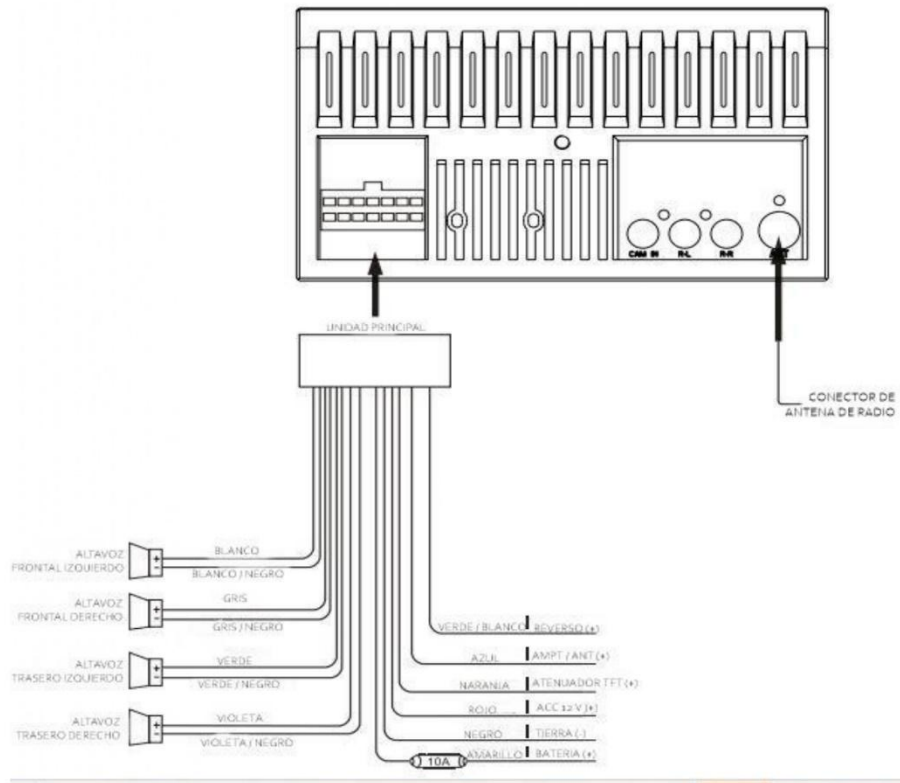 CAM IN
R-L
R-R
UNIDAD PRINCIPAL
CONECTOR DE
ANTENA DE RADIO
ALTAVOZ
FRONTAL IZQUIERDO
+
-
BLANCO
BLANCO / NEGRO
ALTAVOZ
FRONTAL DERECHO
+
-
GRIS
GRIS / NEGRO
ALTAVOZ
TRASERO IZQUIERDO
+
-
VERDE
VERDE / NEGRO
ALTAVOZ
TRASERO DERECHO
+
-
VIOLETA
VIOLETA / NEGRO
VERDE / BLANCO REVERSO (+)
AZUL AMPT / ANT (+)
NARANJA ATENUADOR TFT (+)
ROJO ACC 12 V (+)
NEGRO TIERRA (-)
10A AMARILLO BATERIA (+)